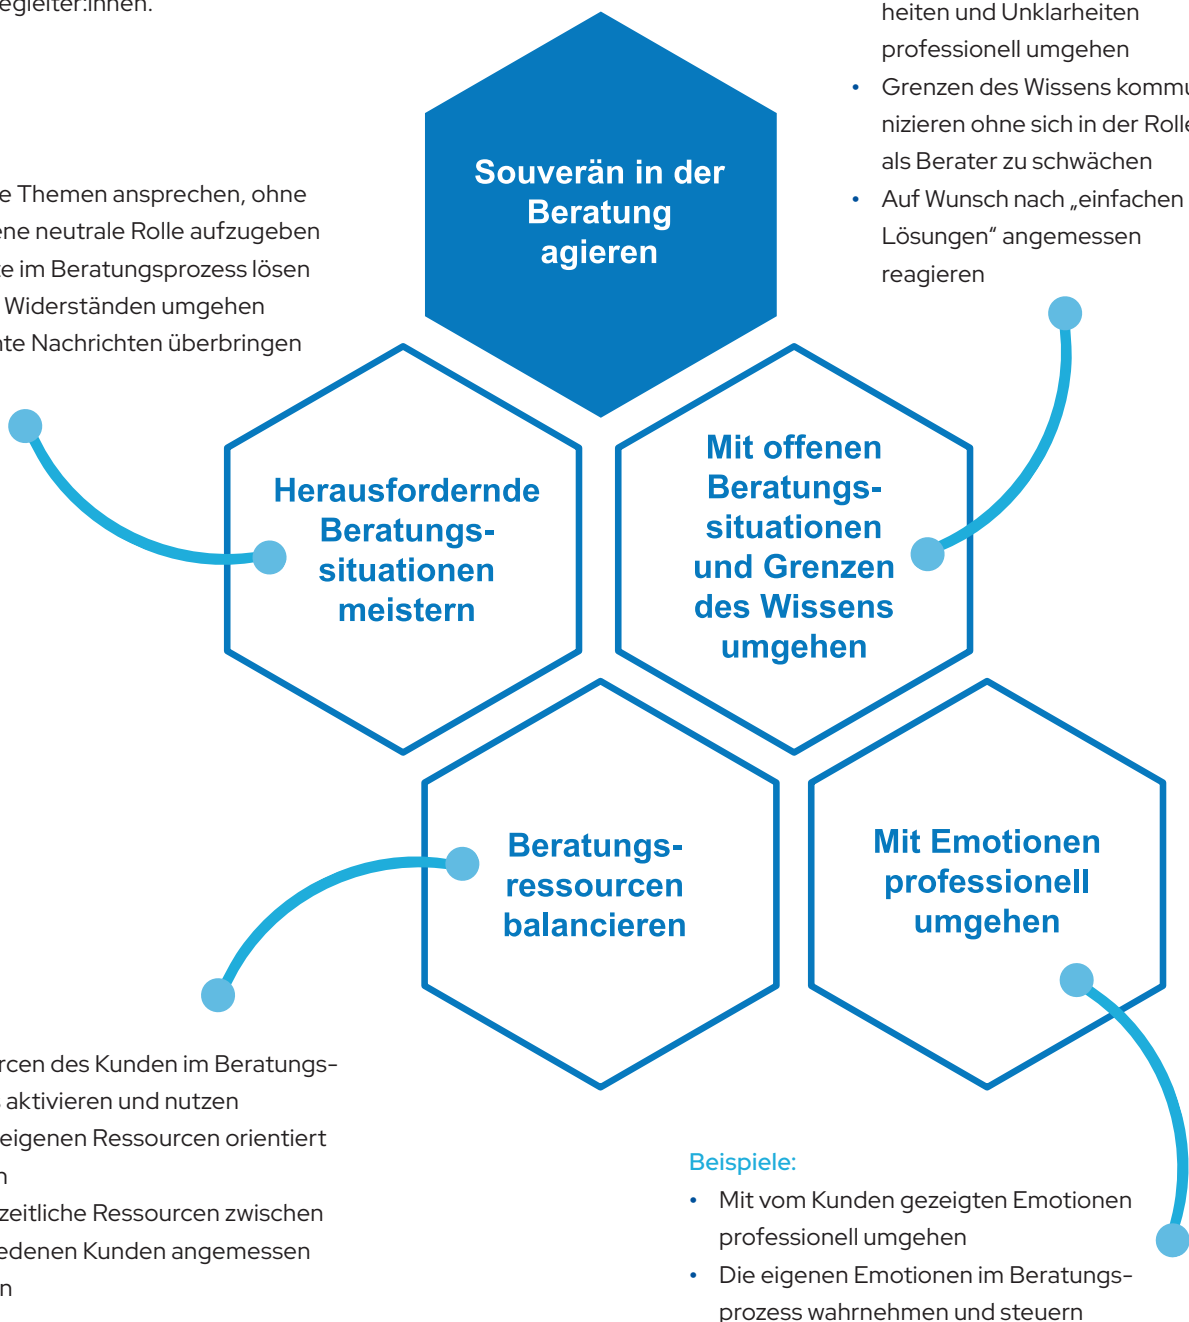 egleiter:innen.
heiten und Unklarheiten
professionell umgehen
• Grenzen des Wissens kommu
nizieren ohne sich in der Rolle
als Berater zu schwächen
• Auf Wunsch nach „einfachen
Lösungen“ angemessen
reagieren
e Themen ansprechen, ohne
ene neutrale Rolle aufzugeben
te im Beratungsprozess lösen
Widerständen umgehen
nte Nachrichten überbringen
Souverän in der
Beratung
agieren
Herausfordernde
Beratungs-
situationen
meistern
Mit offenen
Beratungs-
situationen
und Grenzen
des Wissens
umgehen
Beratungs-
ressourcen
balancieren
Mit Emotionen
professionell
umgehen
rcen des Kunden im Beratungs-
s aktivieren und nutzen
eigenen Ressourcen orientiert
n
zeitliche Ressourcen zwischen
edenen Kunden angemessen
n
Beispiele:
• Mit vom Kunden gezeigten Emotionen
professionell umgehen
• Die eigenen Emotionen im Beratungs-
prozess wahrnehmen und steuern